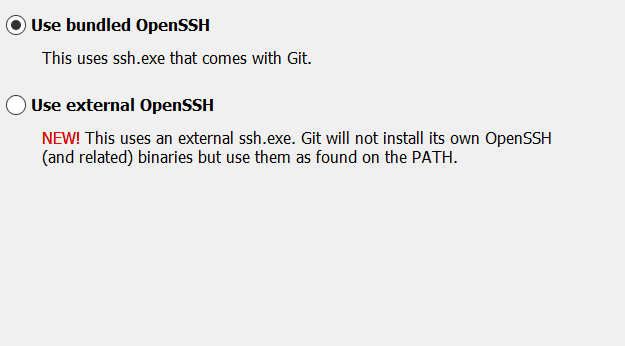 Use bundled OpenSSH
This uses ssh.exe that comes with Git.
Use external OpenSSH
NEW! This uses an external ssh.exe. Git will not install its own OpenSSH
(and related) binaries but use them as found on the PATH.